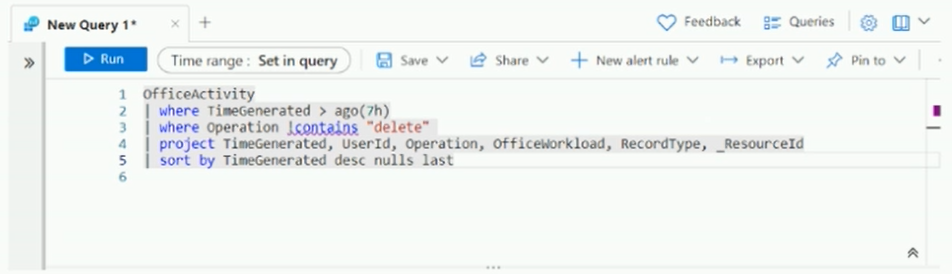 New Query 1* × +
Feedback Queries
» Run Time range : Set in query Save Share New alert rule Export Pin to
1 OfficeActivity
2 | where TimeGenerated > ago(7h)
3 | where Operation !contains "delete"
4 | project TimeGenerated, UserId, Operation, OfficeWorkload, RecordType, _ResourceId
5 | sort by TimeGenerated desc nulls last
6